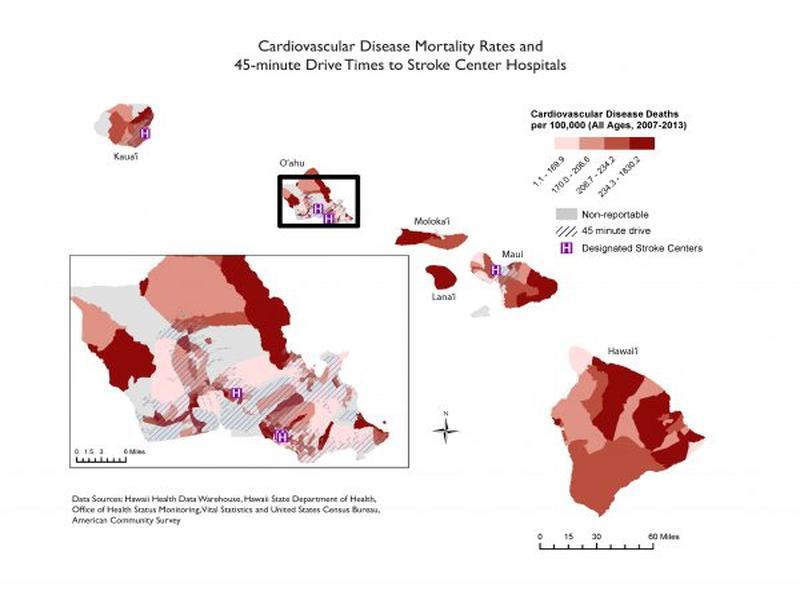 Cardiovascular Disease Mortality Rates and
45-minute Drive Times to Stroke Center Hospitals
Cardiovascular Disease Deaths
per 100,000 (All Ages, 2007-2013)
1.1 - 169.9
170.0 - 206.6
206.7 - 234.2
234.3 - 1830.2
Non-reportable
45 minute drive
H Designated Stroke Centers
H
Kaua'i
O'ahu
H
H
Moloka'i
Maui
H
Lana'i
Hawai'i
H
H
N
0 1.5 3 6 Miles
0 15 30 60 Miles
Data Sources: Hawaii Health Data Warehouse, Hawaii State Department of Health,
Office of Health Status Monitoring, Vital Statistics and United States Census Bureau,
American Community Survey